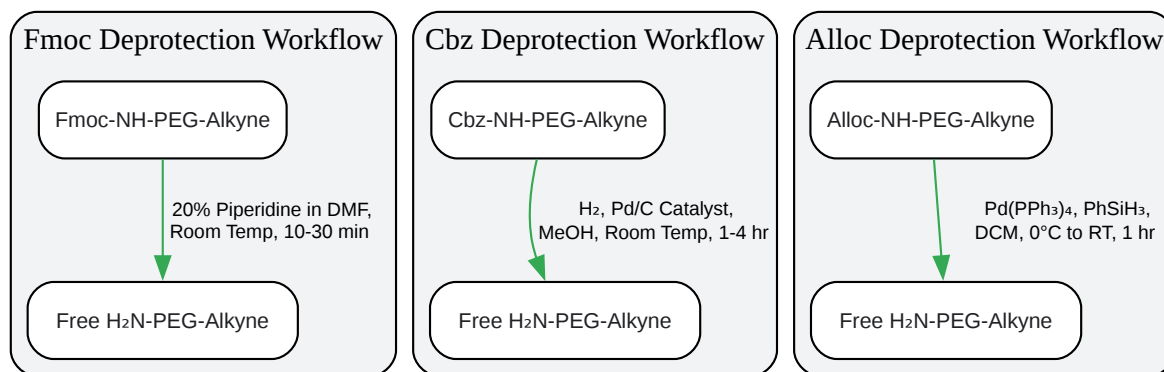 Fmoc Deprotection Workflow
Fmoc-NH-PEG-Alkyne
20% Piperidine in DMF,
Room Temp, 10-30 min
Free H₂N-PEG-Alkyne
Cbz Deprotection Workflow
Cbz-NH-PEG-Alkyne
H₂, Pd/C Catalyst,
MeOH, Room Temp, 1-4 hr
Free H₂N-PEG-Alkyne
Alloc Deprotection Workflow
Alloc-NH-PEG-Alkyne
Pd(PPh₃)₄, PhSiH₃,
DCM, 0°C to RT, 1 hr
Free H₂N-PEG-Alkyne